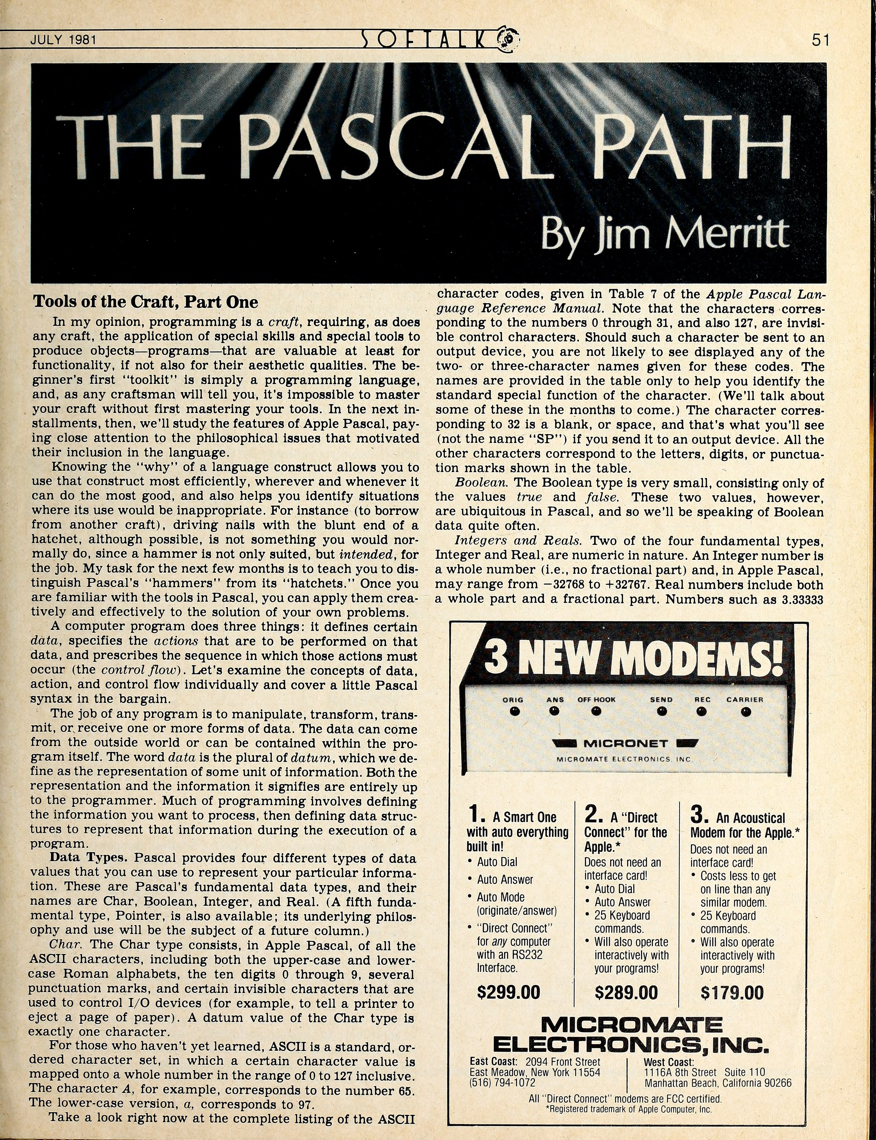 JULY 1981
SOFTALK
51
THE PASCAL PATH
By Jim Merritt
Tools of the Craft, Part One
In my opinion, programming is a craft, requiring, as does
any craft, the application of special skills and special tools to
produce objects—programs—that are valuable at least for
functionality, if not also for their aesthetic qualities. The be-
ginner's first "toolkit" is simply a programming language,
and, as any craftsman will tell you, it's impossible to master
your craft without first mastering your tools. In the next in-
stallments, then, we'll study the features of Apple Pascal, pay-
ing close attention to the philosophical issues that motivated
their inclusion in the language.
Knowing the "why" of a language construct allows you to
use that construct most efficiently, wherever and whenever it
can do the most good, and also helps you identify situations
where its use would be inappropriate. For instance (to borrow
from another craft), driving nails with the blunt end of a
hatchet, although possible, is not something you would nor-
mally do, since a hammer is not only suited, but intended, for
the job. My task for the next few months is to teach you to dis-
tinguish Pascal's "hammers" from its "hatchets." Once you
are familiar with the tools in Pascal, you can apply them crea-
tively and effectively to the solution of your own problems.
A computer program does three things: it defines certain
data, specifies the actions that are to be performed on that
data, and prescribes the sequence in which those actions must
occur (the control flow). Let's examine the concepts of data,
action, and control flow individually and cover a little Pascal
syntax in the bargain.
The job of any program is to manipulate, transform, trans-
mit, or receive one or more forms of data. The data can come
from the outside world or can be contained within the pro-
gram itself. The word data is the plural of datum, which we de-
fine as the representation of some unit of information. Both the
representation and the information it signifies are entirely up
to the programmer. Much of programming involves defining
the information you want to process, then defining data struc-
tures to represent that information during the execution of a
program.
Data Types. Pascal provides four different types of data
values that you can use to represent your particular informa-
tion. These are Pascal's fundamental data types, and their
names are Char, Boolean, Integer, and Real. (A fifth funda-
mental type, Pointer, is also available; its underlying philos-
ophy and use will be the subject of a future column.)
Char. The Char type consists, in Apple Pascal, of all the
ASCII characters, including both the upper-case and lower-
case Roman alphabets, the ten digits 0 through 9, several
punctuation marks, and certain invisible characters that are
used to control I/O devices (for example, to tell a printer to
eject a page of paper). A datum value of the Char type is
exactly one character.
For those who haven't yet learned, ASCII is a standard, or-
dered character set, in which a certain character value is
mapped onto a whole number in the range of 0 to 127 inclusive.
The character A, for example, corresponds to the number 65.
The lower-case version, a, corresponds to 97.
Take a look right now at the complete listing of the ASCII
character codes, given in Table 7 of the Apple Pascal Lan-
guage Reference Manual. Note that the characters corres-
ponding to the numbers 0 through 31, and also 127, are invisi-
ble control characters. Should such a character be sent to an
output device, you are not likely to see displayed any of the
two- or three-character names given for these codes. The
names are provided in the table only to help you identify the
standard special function of the character. (We'll talk about
some of these in the months to come.) The character corres-
ponding to 32 is a blank, or space, and that's what you'll see
(not the name "SP") if you send it to an output device. All the
other characters correspond to the letters, digits, or punctua-
tion marks shown in the table.
Boolean. The Boolean type is very small, consisting only of
the values true and false. These two values, however,
are ubiquitous in Pascal, and so we'll be speaking of Boolean
data quite often.
Integers and Reals. Two of the four fundamental types,
Integer and Real, are numeric in nature. An Integer number is
a whole number (i.e., no fractional part) and, in Apple Pascal,
may range from −32768 to +32767. Real numbers include both
a whole part and a fractional part. Numbers such as 3.33333
3 NEW MODEMS!
ORIG ANS OFF HOOK SEND REC CARRIER
MICRONET
MICROMATE ELECTRONICS INC.
1. A Smart One
with auto everything
built in!
• Auto Dial
• Auto Answer
• Auto Mode
(originate/answer)
• "Direct Connect"
for any computer
with an RS232
Interface.
$299.00
2. A "Direct
Connect" for the
Apple.*
Does not need an
interface card!
• Auto Dial
• Auto Answer
• 25 Keyboard
commands.
• Will also operate
interactively with
your programs!
$289.00
3. An Acoustical
Modem for the Apple.*
Does not need an
interface card!
• Costs less to get
on line than any
similar modem.
• 25 Keyboard
commands.
• Will also operate
interactively with
your programs!
$179.00
MICROMATE
ELECTRONICS, INC.
East Coast: 2094 Front Street
East Meadow, New York 11554
(516) 794-1072
West Coast:
1116A 8th Street Suite 110
Manhattan Beach, California 90266
All "Direct Connect" modems are FCC certified.
*Registered trademark of Apple Computer, Inc.